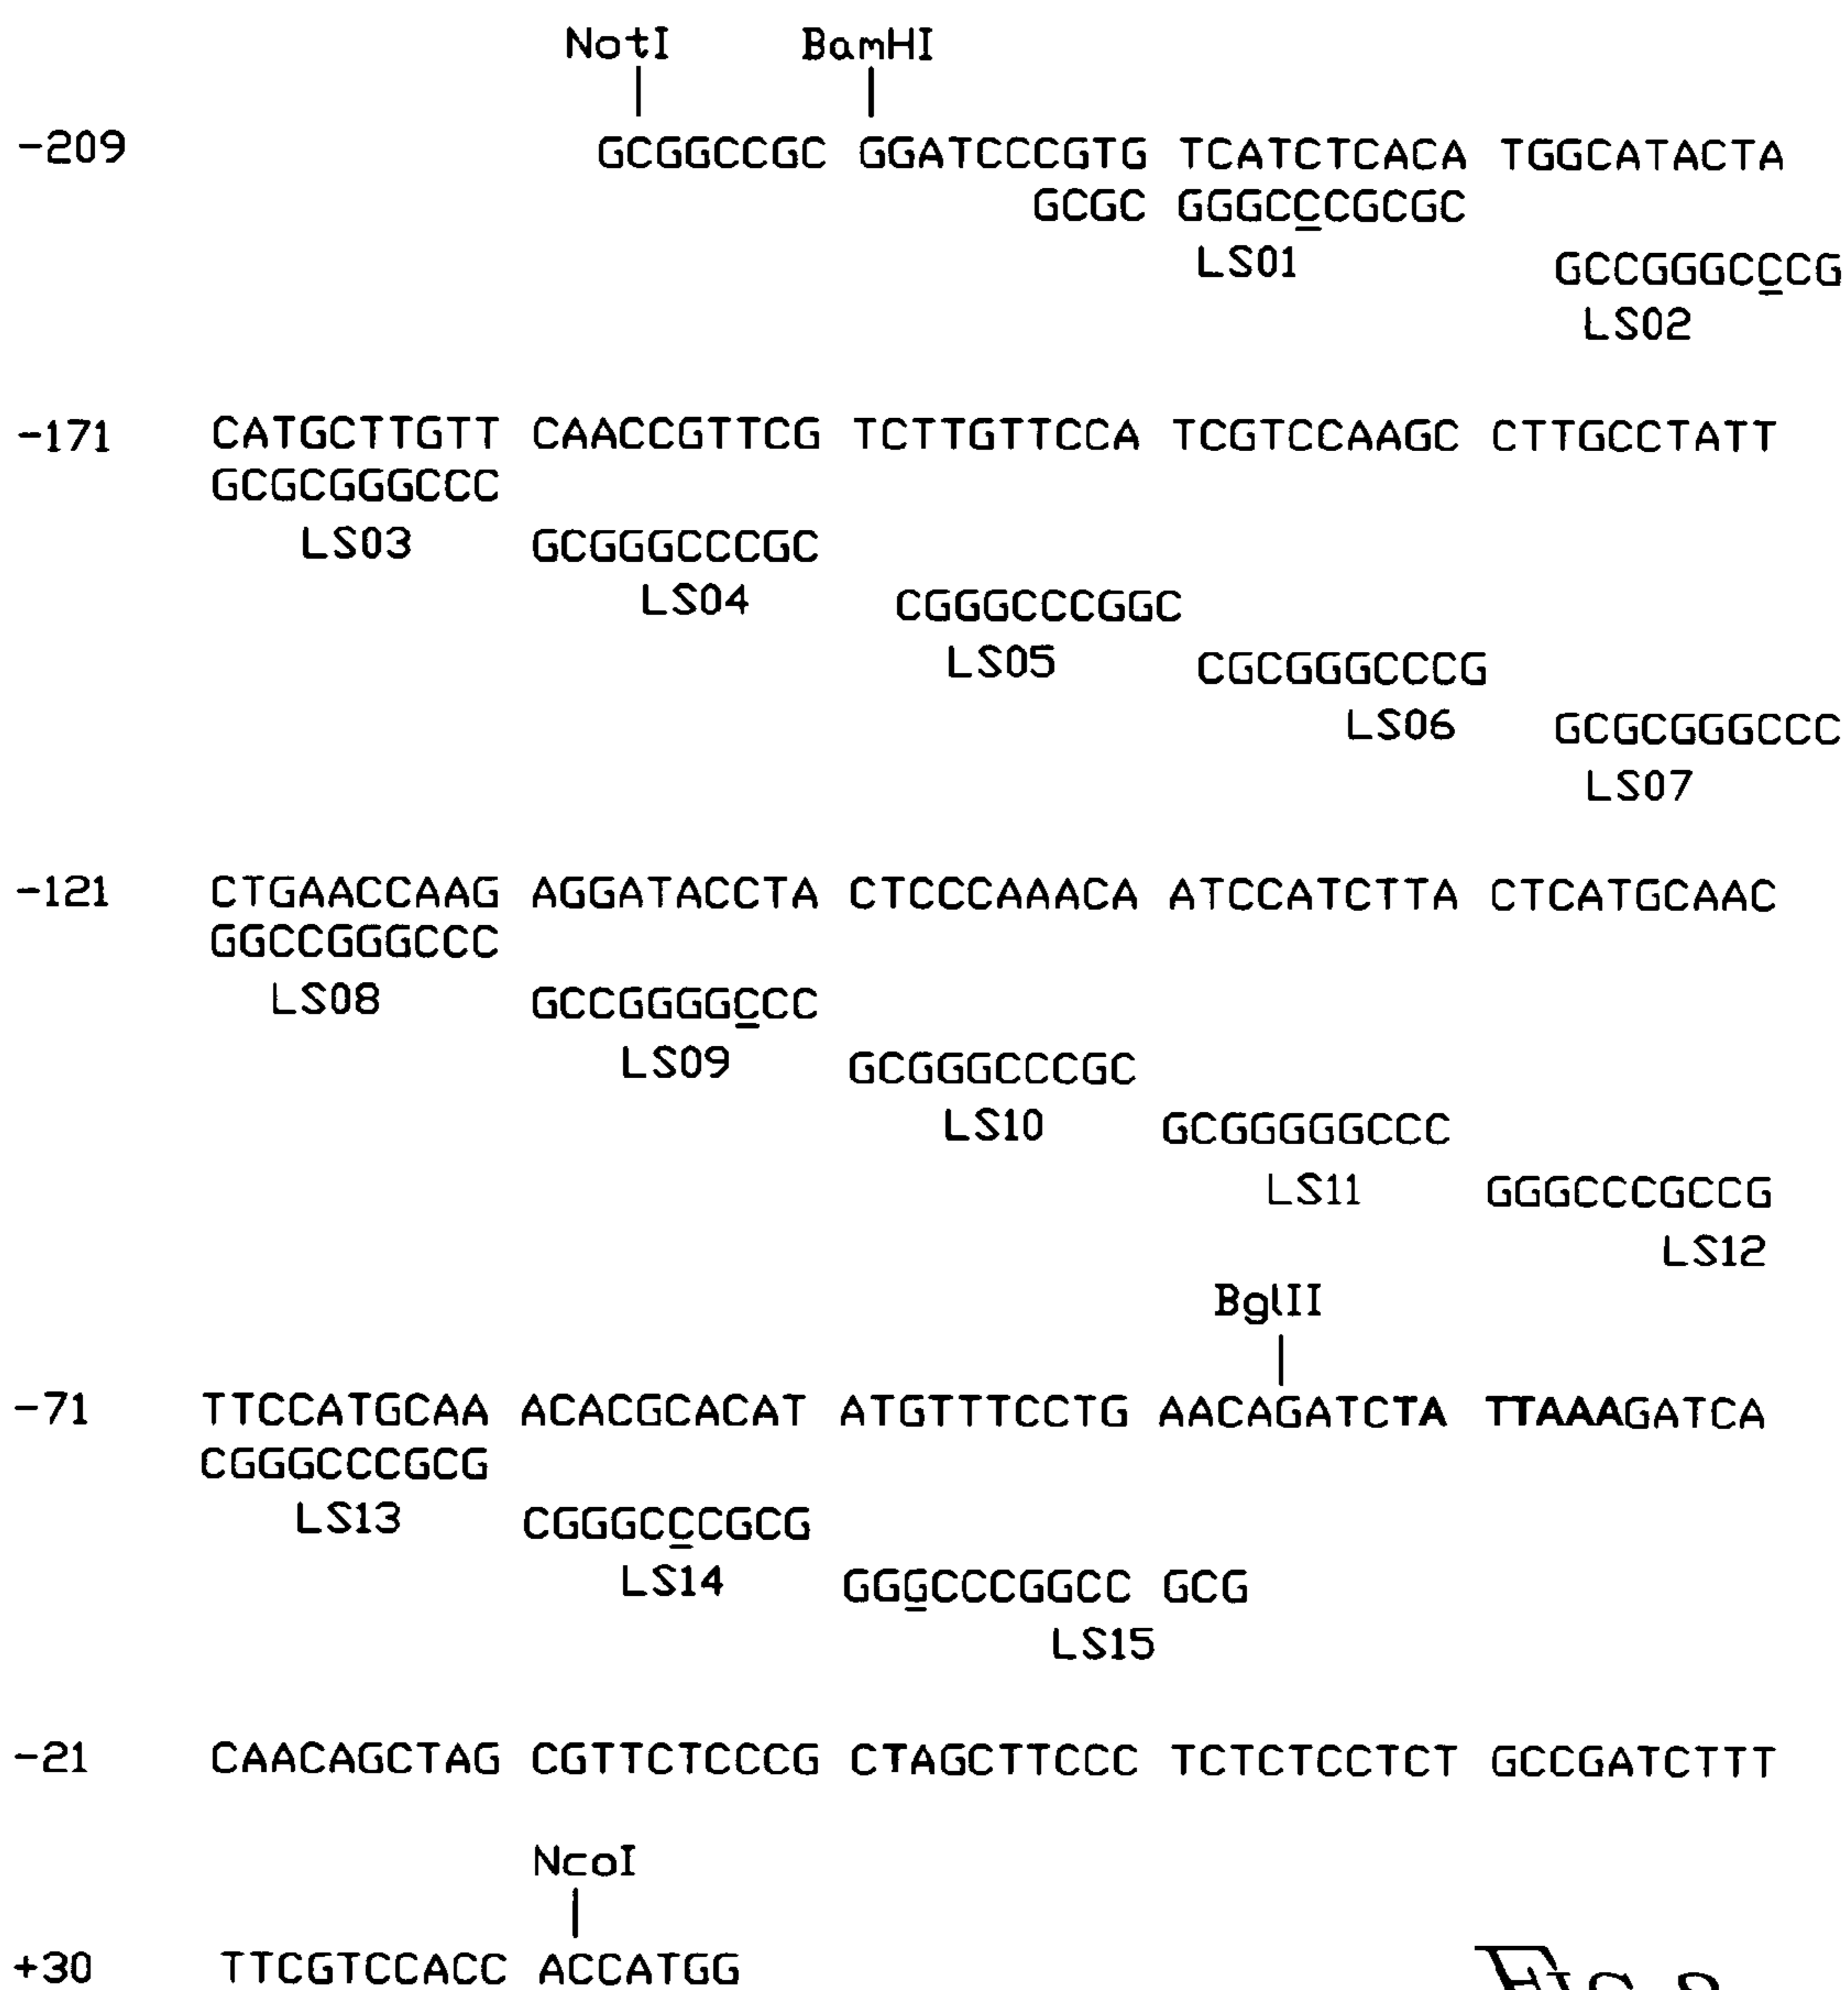 NotI BamHI
-209 GCGGCCGC GGATCCCGTG TCATCTCACA TGGCATACTA
GCGC GGGCCCGCGC
LS01 GCCGGGCCCG
LS02
-171 CATGCTTGTT CAACCGTTCG TCTTGTTCCA TCGTCCAAGC CTTGCCTATT
GCGCGGGCCC
LS03 GCGGGCCCGC
LS04 CGGGCCCGGC
LS05 CGCGGGCCCG
LS06 GCGCGGGCCC
LS07
-121 CTGAACCAAG AGGATACCTA CTCCCAAACA ATCCATCTTA CTCATGCAAC
GGCCGGGCCC
LS08 GCCGGGGCCC
LS09 GCGGGCCCGC
LS10 GCGGGGGCCC
LS11 GGGCCCGCCG
LS12
BglII
-71 TTCCATGCAA ACACGCACAT ATGTTTCCTG AACAGATCTA TTAAAGATCA
CGGGCCCGCG
LS13 CGGGCCCGCG
LS14 GGGCCCGGCC GCG
LS15
-21 CAACAGCTAG CGTTCTCCCG CTAGCTTCCC TCTCTCCTCT GCCGATCTTT
NcoI
+30 TTCGTCCACC ACCATGG